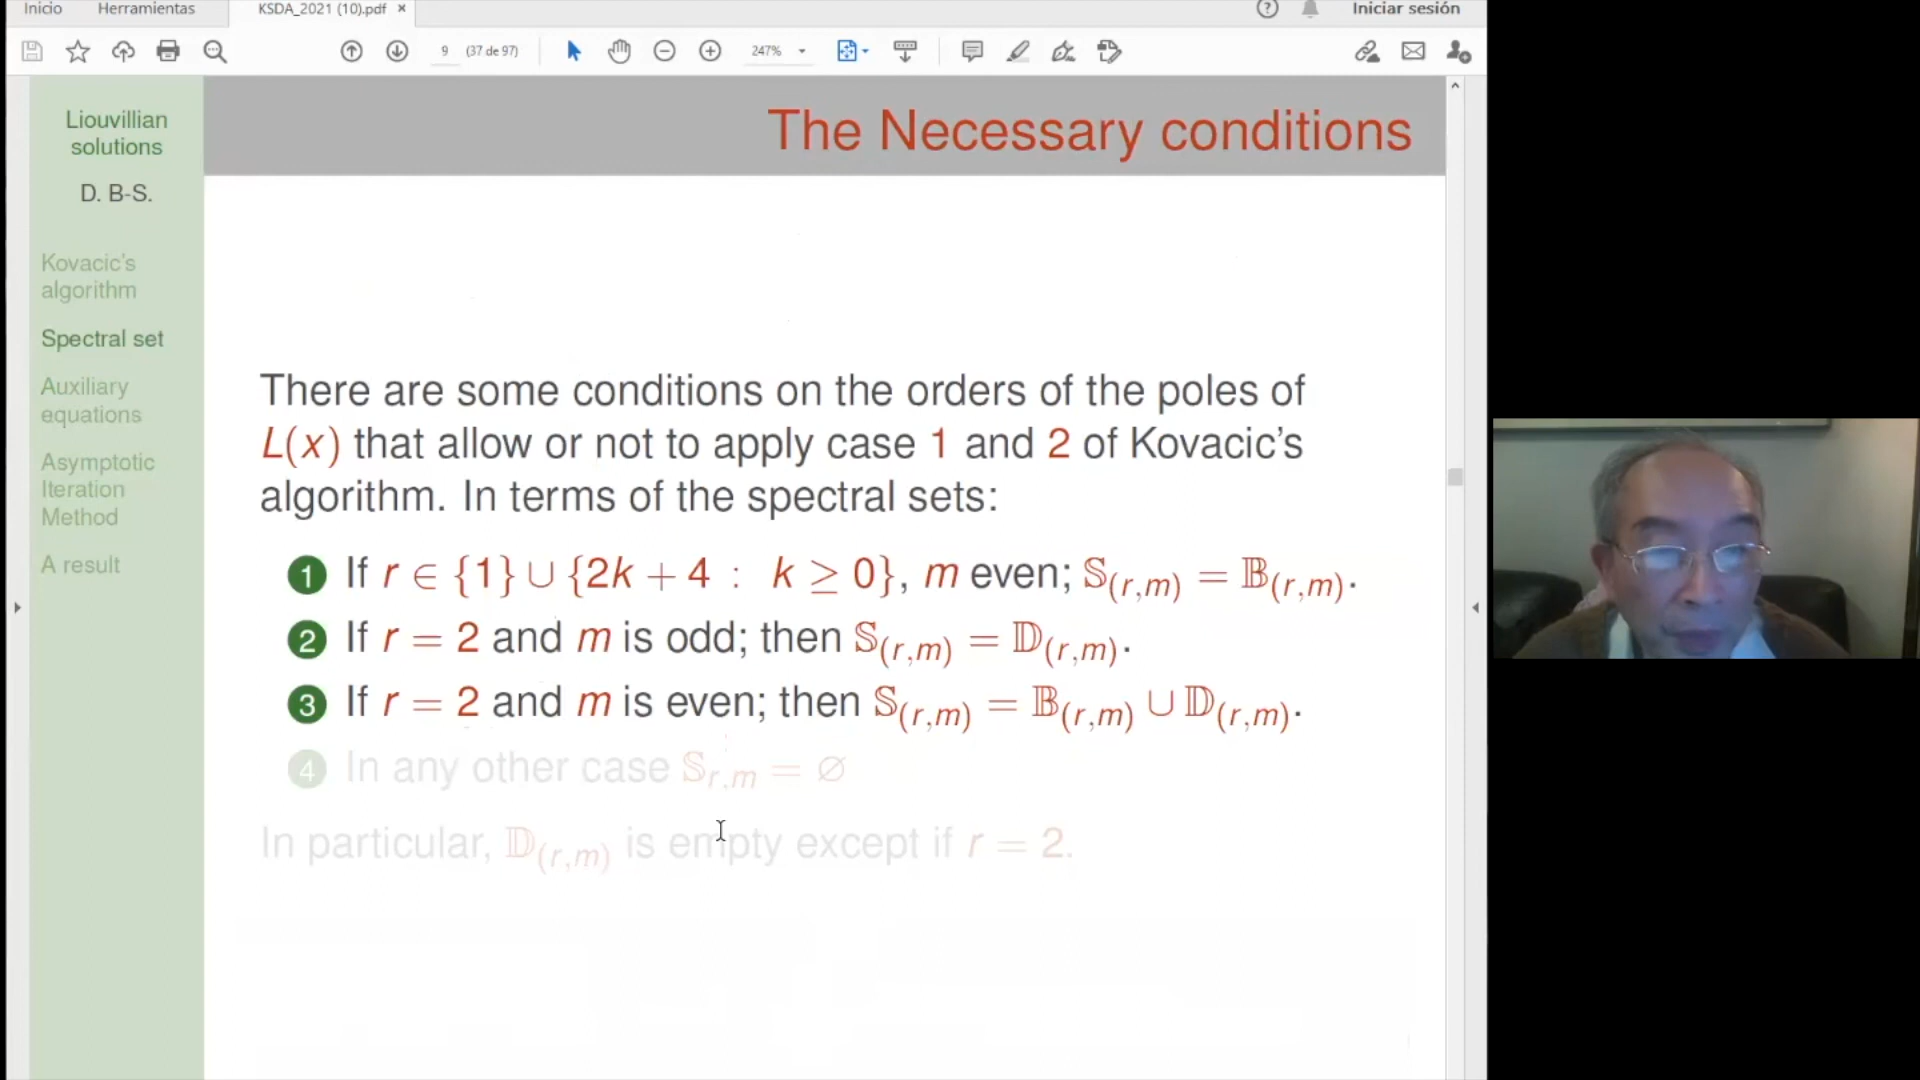 Inicio Herramientas KSDA_2021 (10).pdf × Iniciar sesión
9 (37 de 97) 247%
The Necessary conditions
Liouvillian
solutions
D. B-S.
Kovacic's
algorithm
Spectral set
Auxiliary
equations
Asymptotic
Iteration
Method
A result
There are some conditions on the orders of the poles of
L(x) that allow or not to apply case 1 and 2 of Kovacic's
algorithm. In terms of the spectral sets:
1 If r ∈ {1} ∪ {2k + 4 : k ≥ 0}, m even; 𝕊(r,m) = 𝔹(r,m).
2 If r = 2 and m is odd; then 𝕊(r,m) = 𝔻(r,m).
3 If r = 2 and m is even; then 𝕊(r,m) = 𝔹(r,m) ∪ 𝔻(r,m).
4 In any other case 𝕊r,m = ∅
In particular, 𝔻(r,m) is empty except if r = 2.